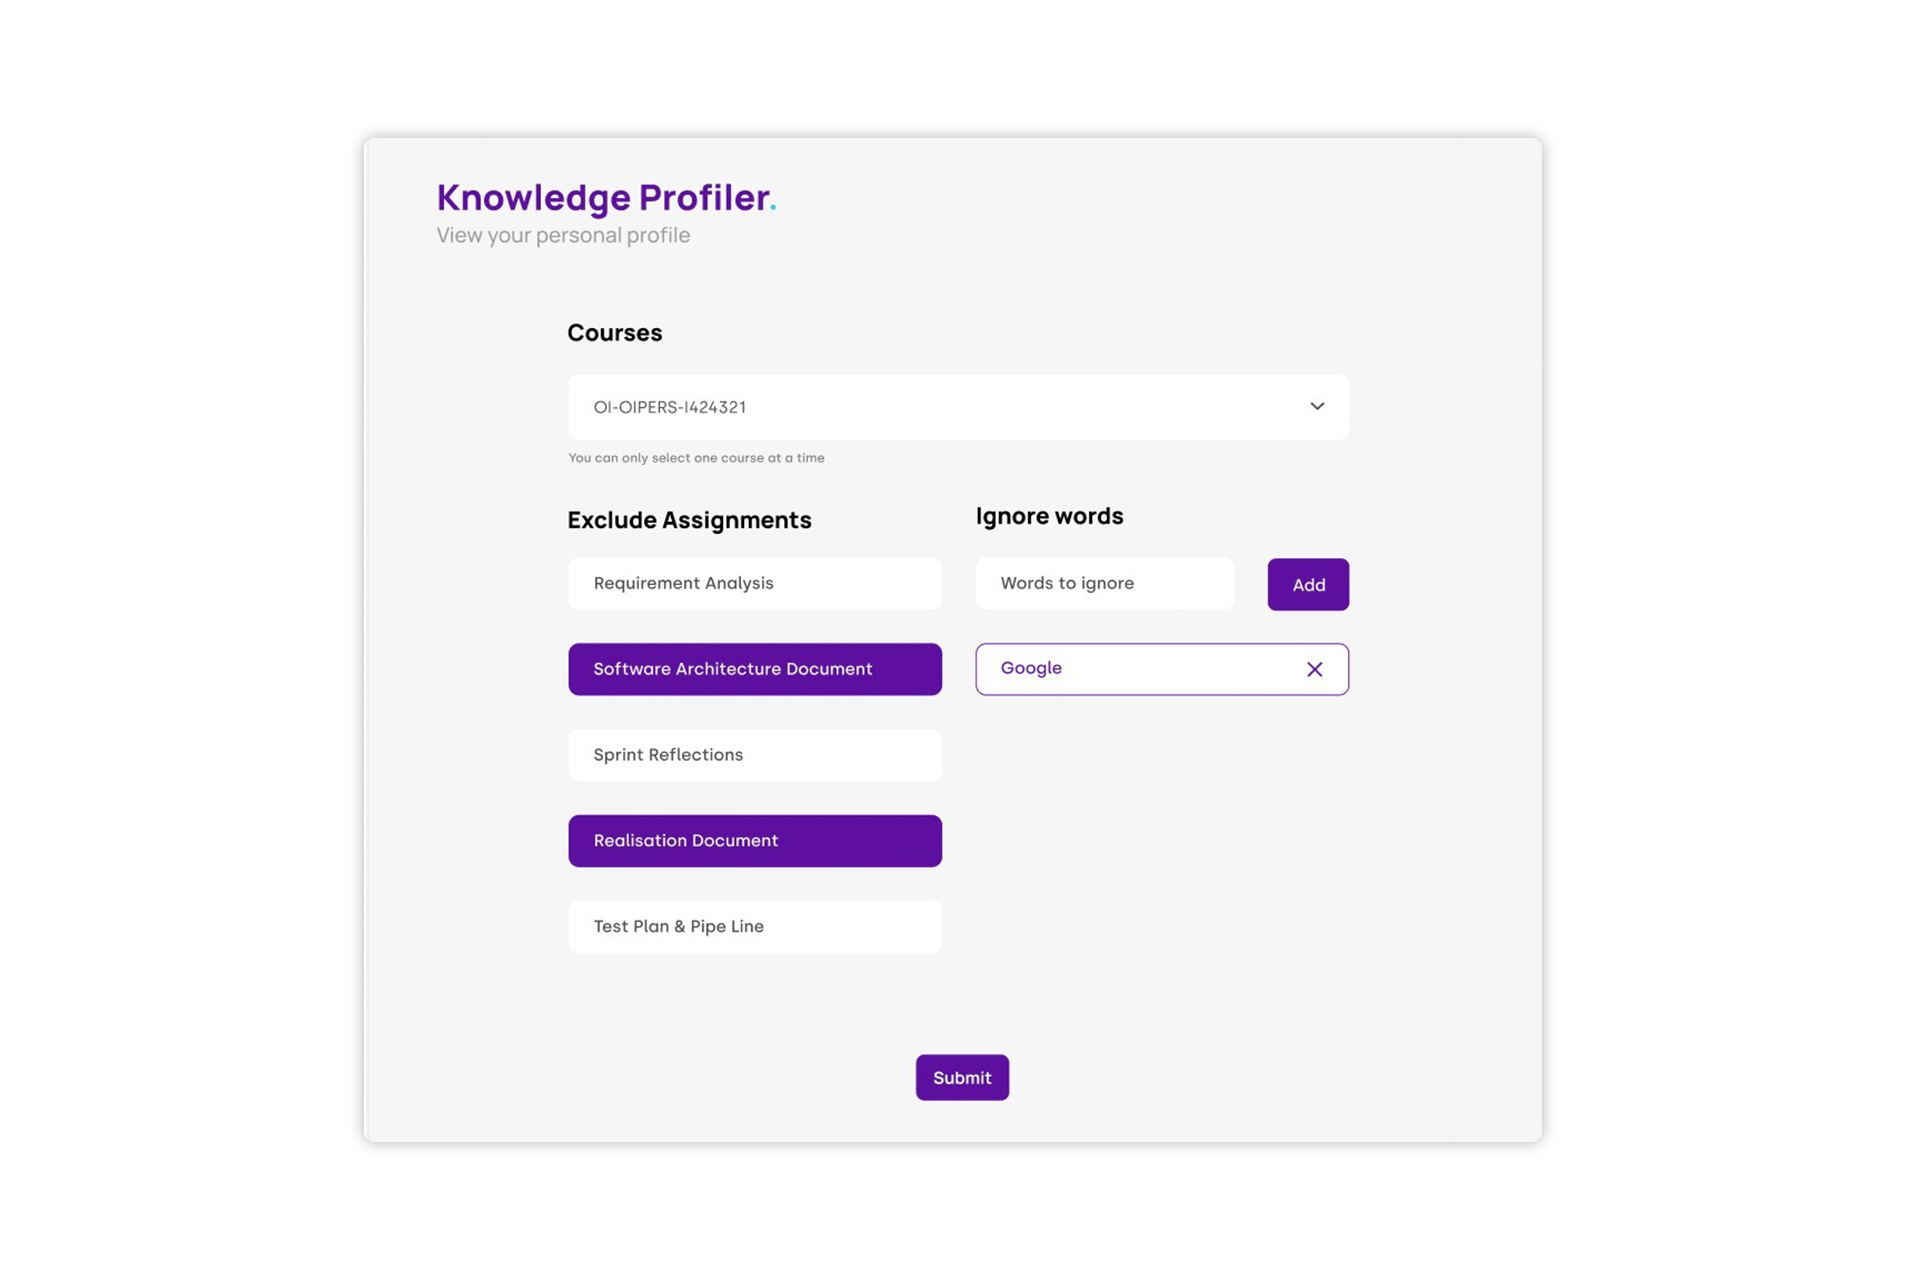 Knowledge Profiler.
View your personal profile
Courses
OI-OIPERS-I424321
You can only select one course at a time
Exclude Assignments
Requirement Analysis
Software Architecture Document
Sprint Reflections
Realisation Document
Test Plan & Pipe Line
Ignore words
Words to ignore
Add
Google
Submit